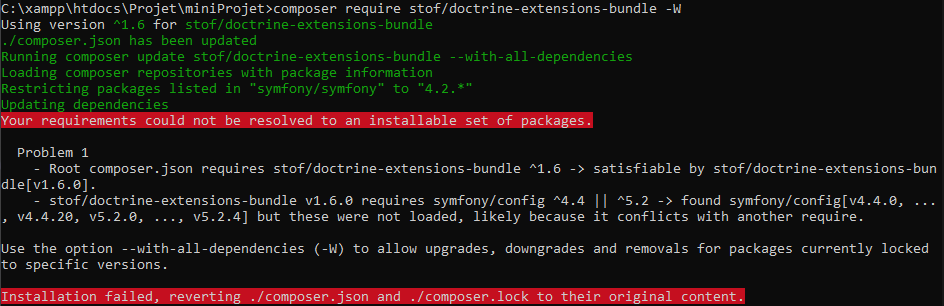 C:\xampp\htdocs\Projet\miniProjet>composer require stof/doctrine-extensions-bundle -W
Using version ^1.6 for stof/doctrine-extensions-bundle
./composer.json has been updated
Running composer update stof/doctrine-extensions-bundle --with-all-dependencies
Loading composer repositories with package information
Restricting packages listed in "symfony/symfony" to "4.2.*"
Updating dependencies
Your requirements could not be resolved to an installable set of packages.

  Problem 1
    - Root composer.json requires stof/doctrine-extensions-bundle ^1.6 -> satisfiable by stof/doctrine-extensions-bun
dle[v1.6.0].
    - stof/doctrine-extensions-bundle v1.6.0 requires symfony/config ^4.4 || ^5.2 -> found symfony/config[v4.4.0, ...
, v4.4.20, v5.2.0, ..., v5.2.4] but these were not loaded, likely because it conflicts with another require.

Use the option --with-all-dependencies (-W) to allow upgrades, downgrades and removals for packages currently locked
to specific versions.

Installation failed, reverting ./composer.json and ./composer.lock to their original content.